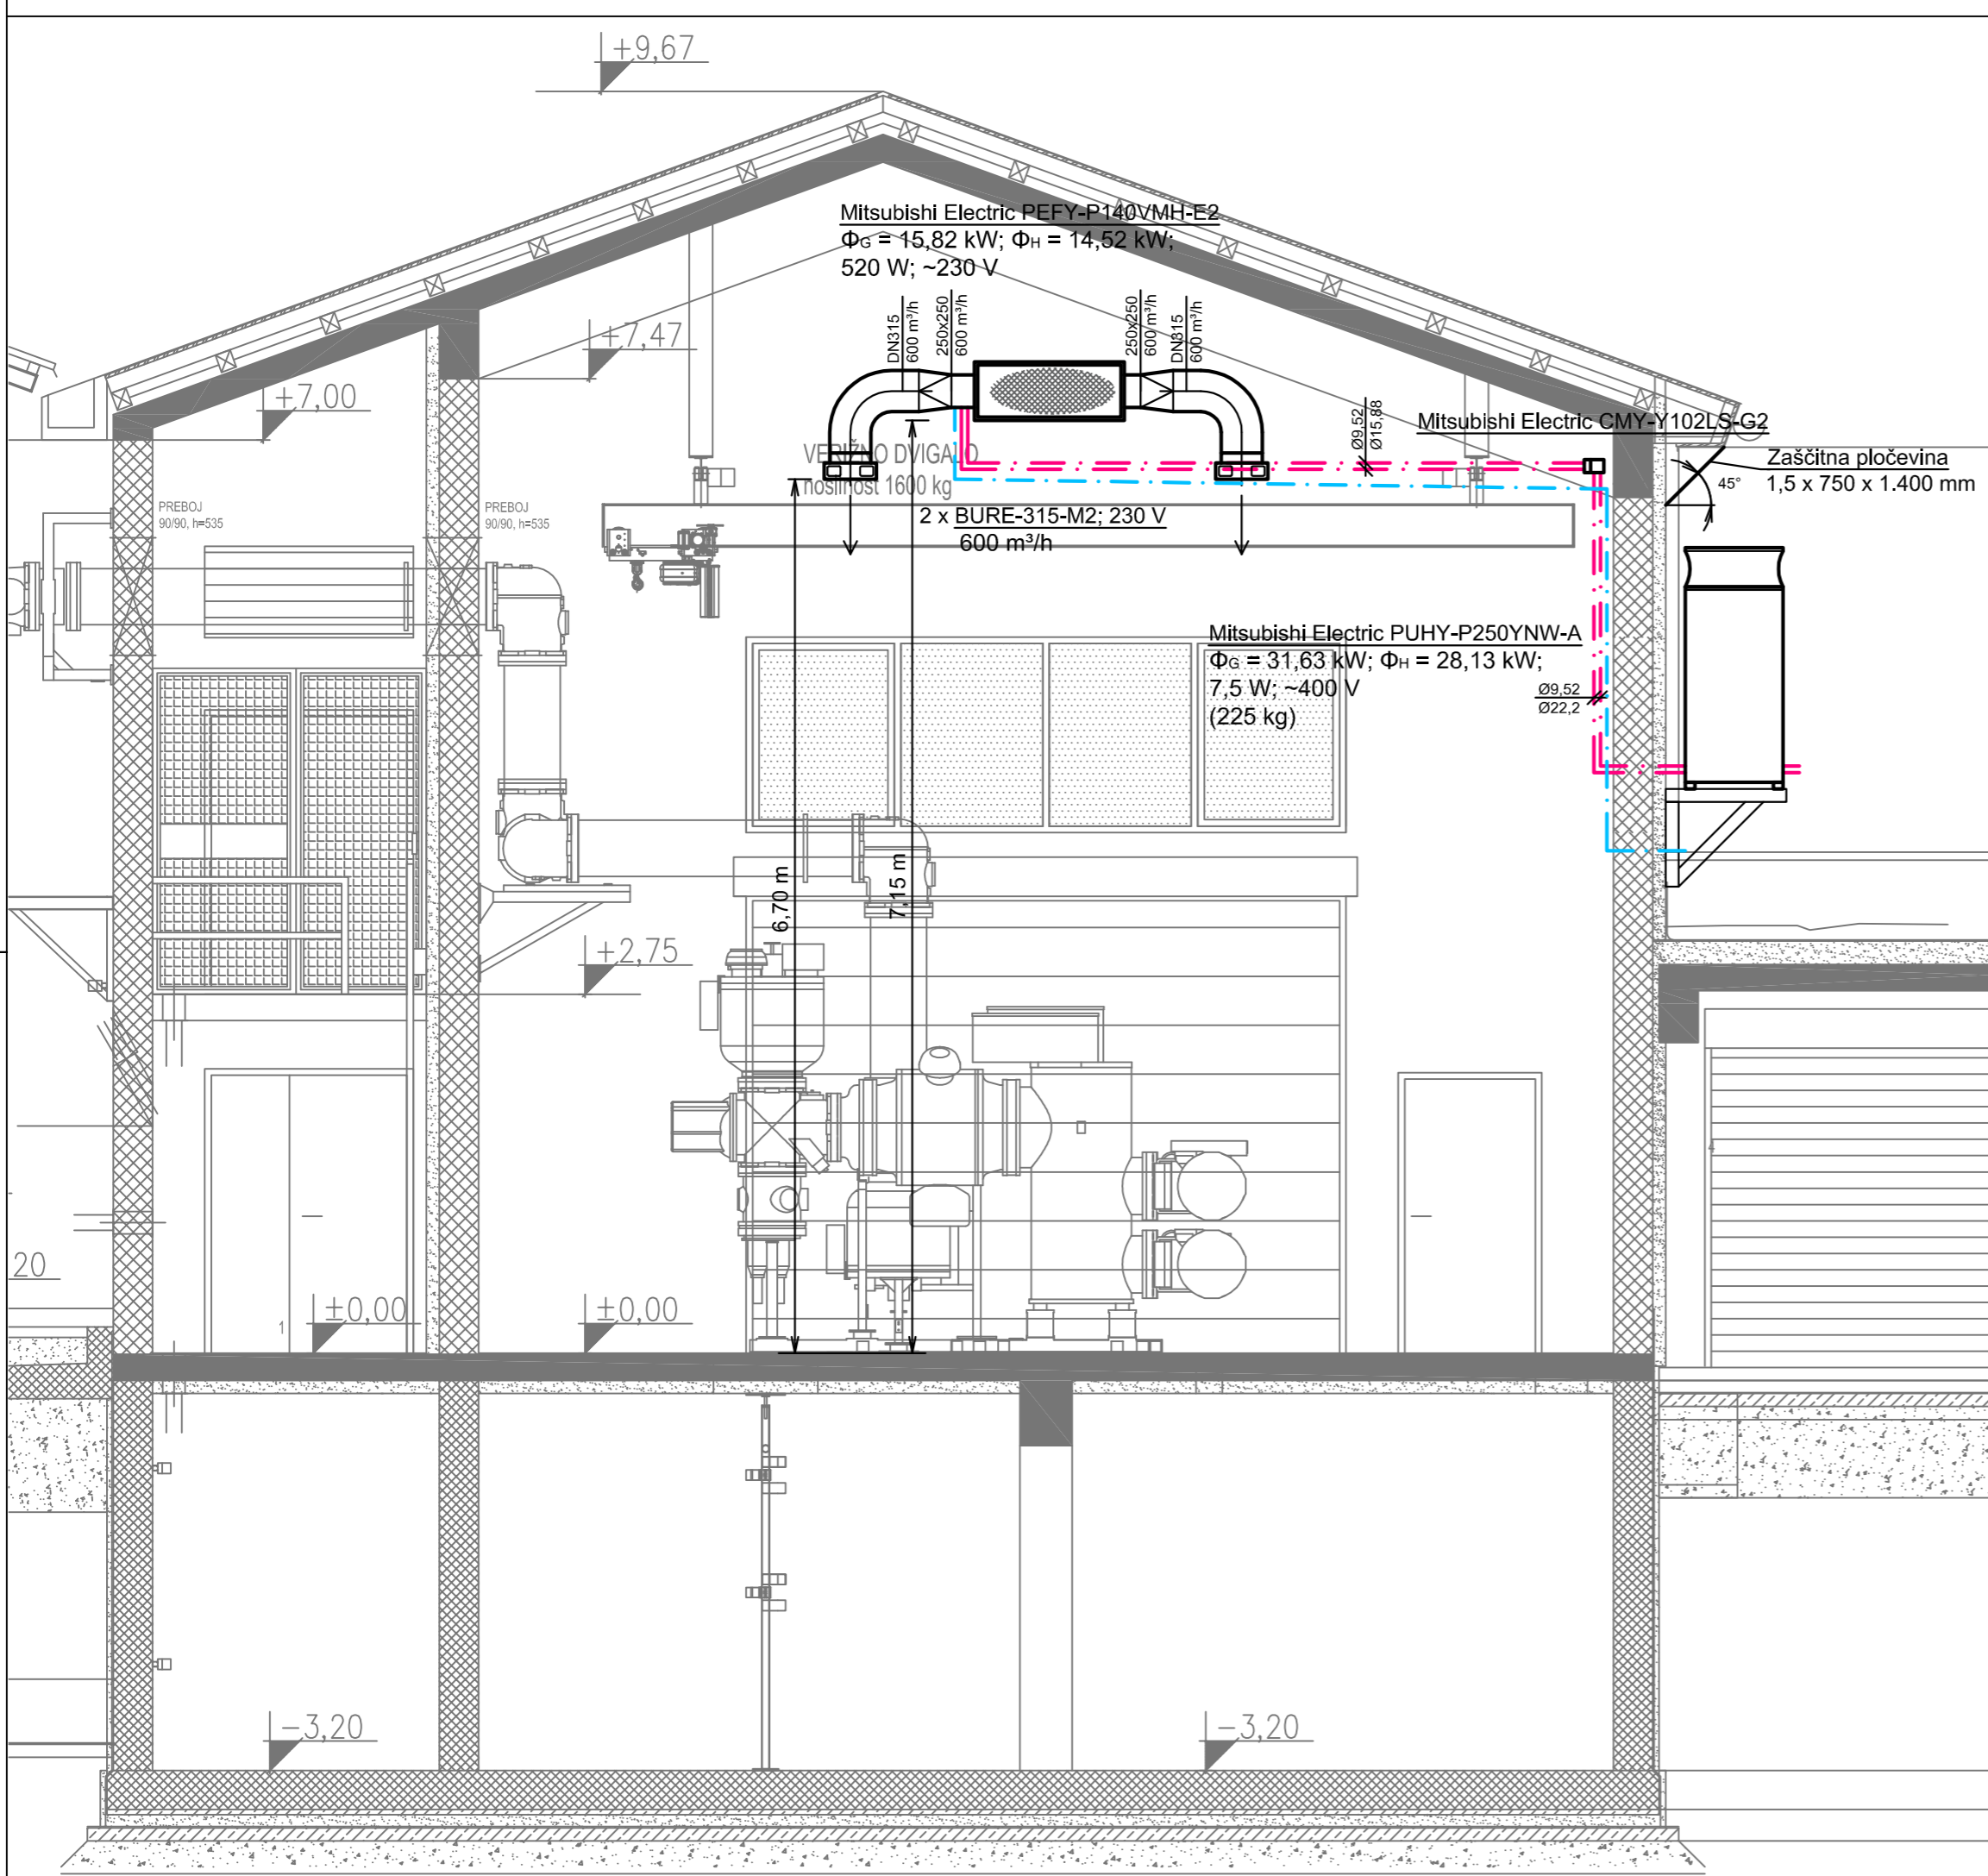 +9,67
Mitsubishi Electric PEFY-P140VMH-E2
ΦG = 15,82 kW; ΦH = 14,52 kW;
520 W; ~230 V
DN315
600 m³/h
250x250
600 m³/h
250x250
600 m³/h
DN315
600 m³/h
+7,47
+7,00
Ø9,52
Ø15,88
Mitsubishi Electric CMY-Y102LS-G2
Zaščitna pločevina
1,5 x 750 x 1.400 mm
45°
VERIŽNO DVIGALO
nosilnost 1600 kg
PREBOJ
90/90, h=535
PREBOJ
90/90, h=535
2 x BURE-315-M2; 230 V
600 m³/h
Mitsubishi Electric PUHY-P250YNW-A
ΦG = 31,63 kW; ΦH = 28,13 kW;
7,5 W; ~400 V
(225 kg)
Ø9,52
Ø22,2
6,70 m
7,15 m
+2,75
20
±0,00
±0,00
1
-3,20
-3,20